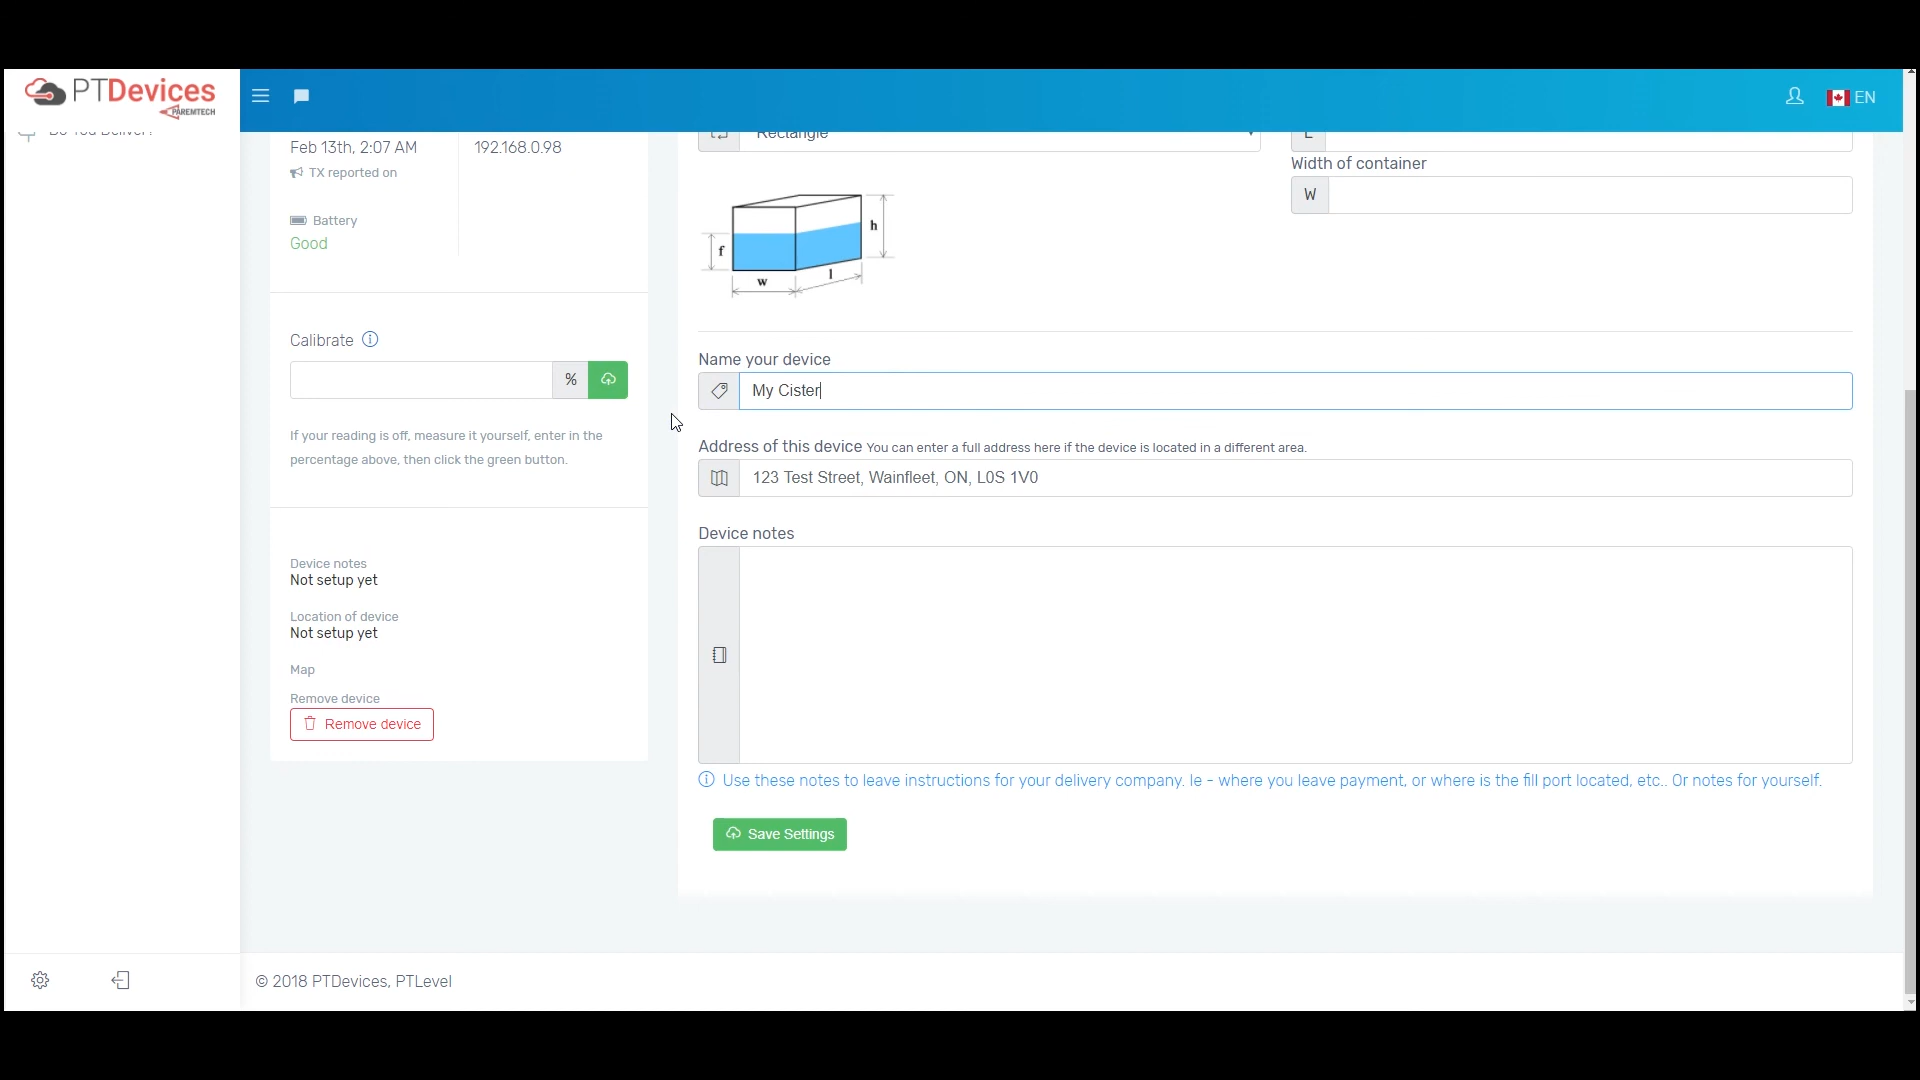 PTDevices
PAREMTECH
EN
Do You Deliver?
Feb 13th, 2:07 AM
192.168.0.98
TX reported on
Battery
Good
Calibrate
%
If your reading is off, measure it yourself, enter in the
percentage above, then click the green button.
Device notes
Not setup yet
Location of device
Not setup yet
Map
Remove device
Remove device
Rectangle
L
Width of container
W
h
f
l
w
Name your device
My Cister
Address of this device You can enter a full address here if the device is located in a different area.
123 Test Street, Wainfleet, ON, L0S 1V0
Device notes
Use these notes to leave instructions for your delivery company. Ie - where you leave payment, or where is the fill port located, etc.. Or notes for yourself.
Save Settings
© 2018 PTDevices, PTLevel